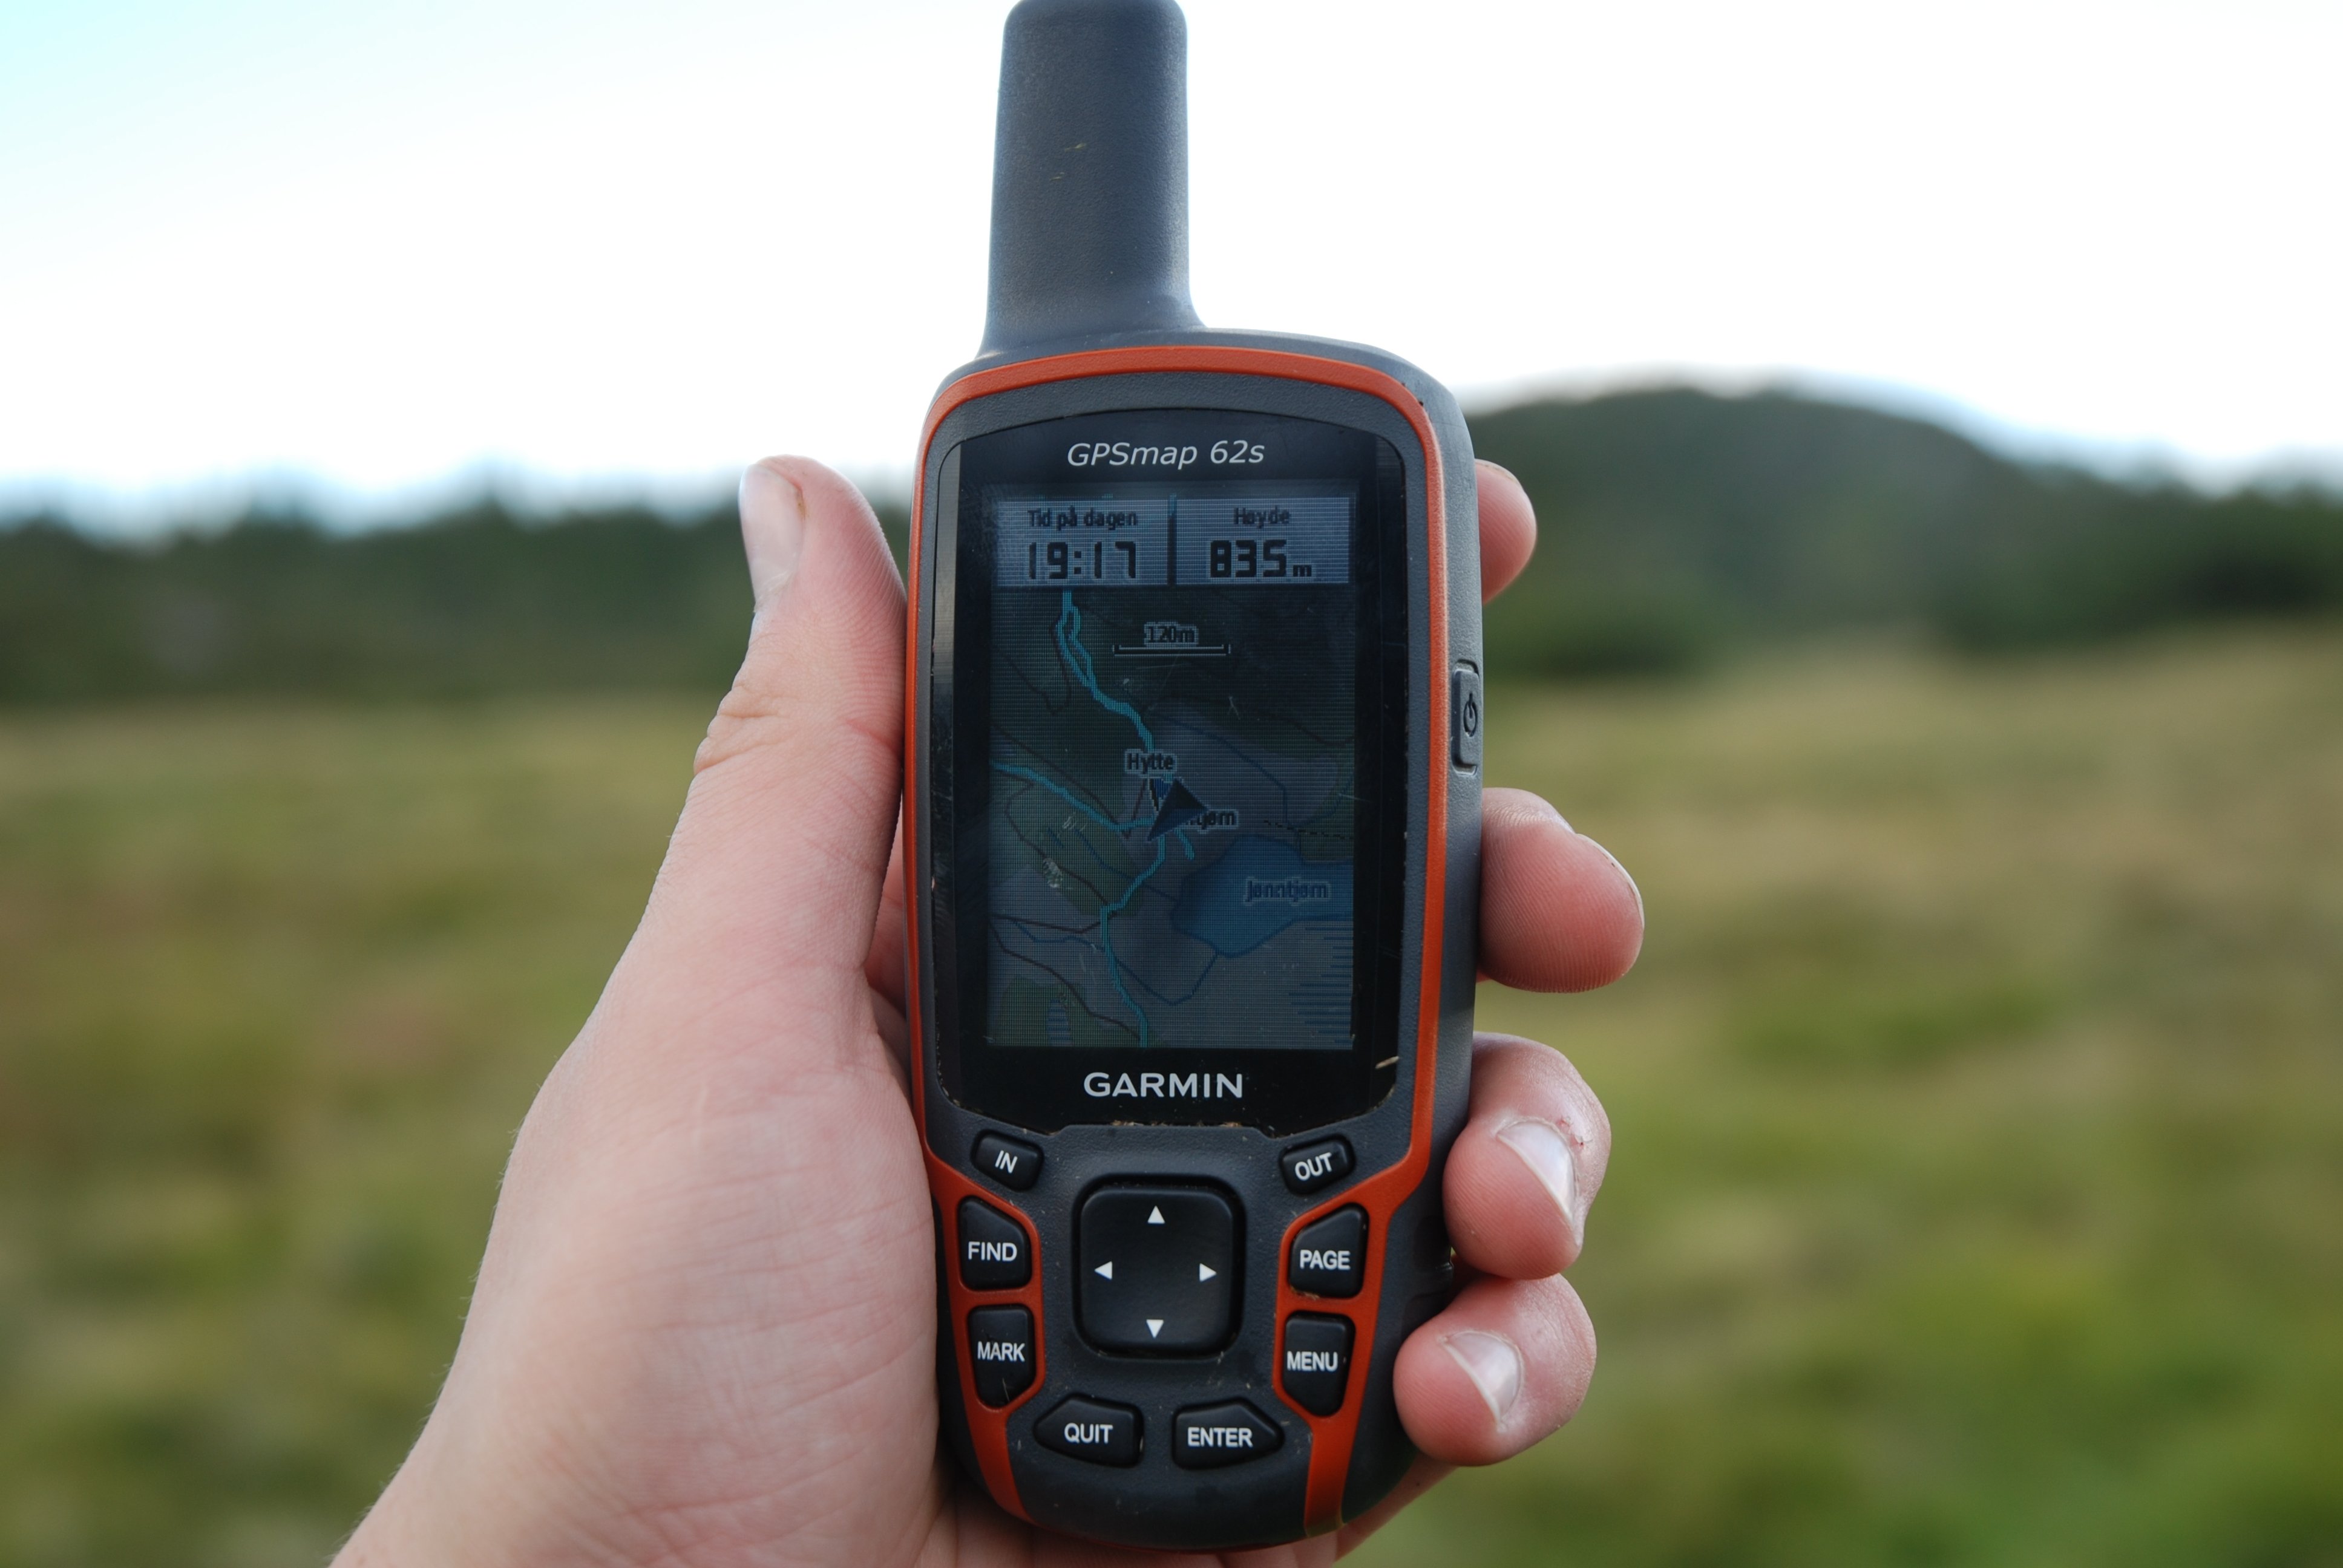 GPSmap 62s
Tid på dagen Høyde
19:17 835m
120m
Hytte
Jønntjørn
GARMIN
IN OUT
FIND PAGE
MARK MENU
QUIT ENTER